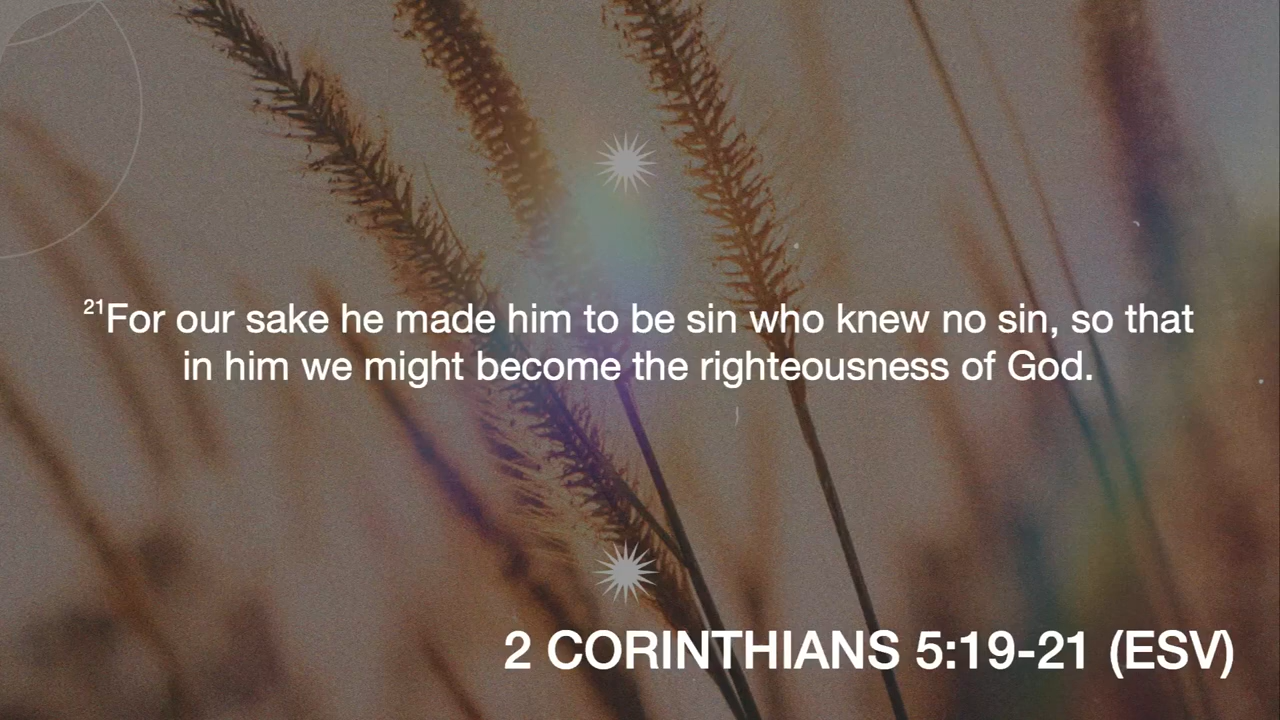 21For our sake he made him to be sin who knew no sin, so that
in him we might become the righteousness of God.
2 CORINTHIANS 5:19-21 (ESV)